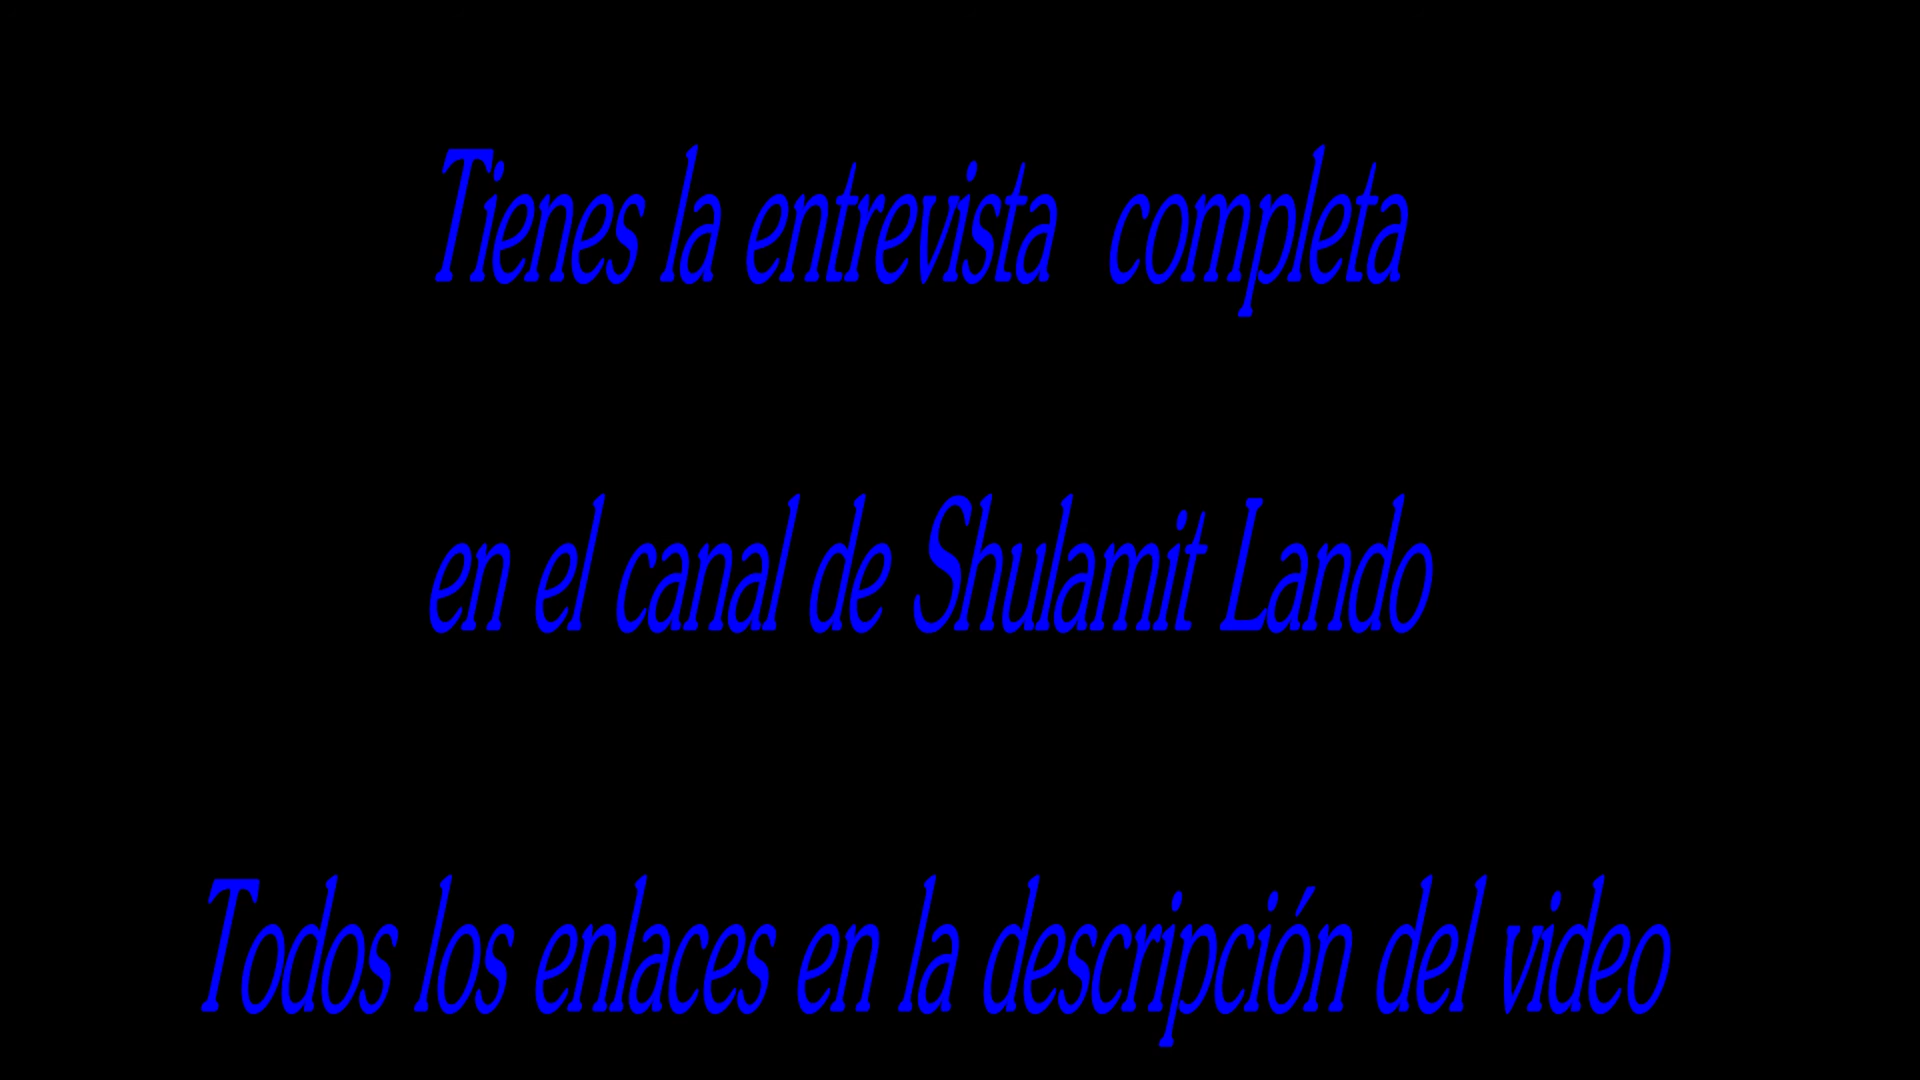 Tienes la entrevista completa
en el canal de Shulamit Lando
Todos los enlaces en la descripción del video